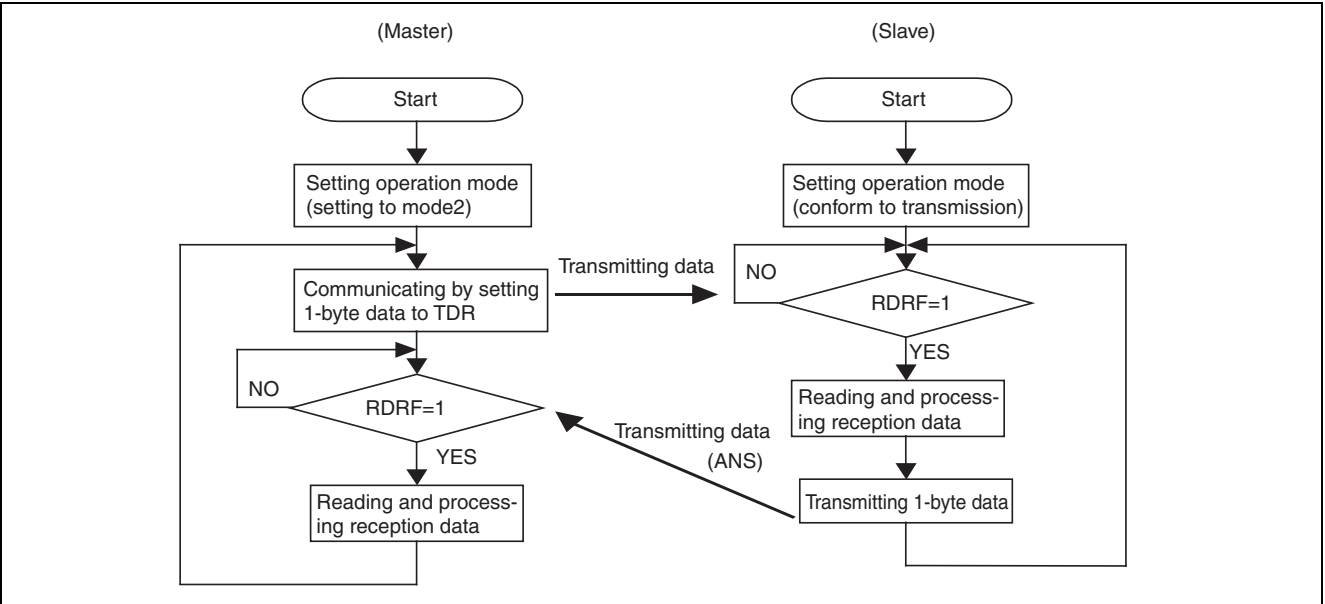 (Master)
Start
Setting operation mode
(setting to mode2)
Communicating by setting
1-byte data to TDR
NO
RDRF=1
YES
Reading and process-
ing reception data
Transmitting data
Transmitting data
(ANS)
(Slave)
Start
Setting operation mode
(conform to transmission)
NO
RDRF=1
YES
Reading and process-
ing reception data
Transmitting 1-byte data